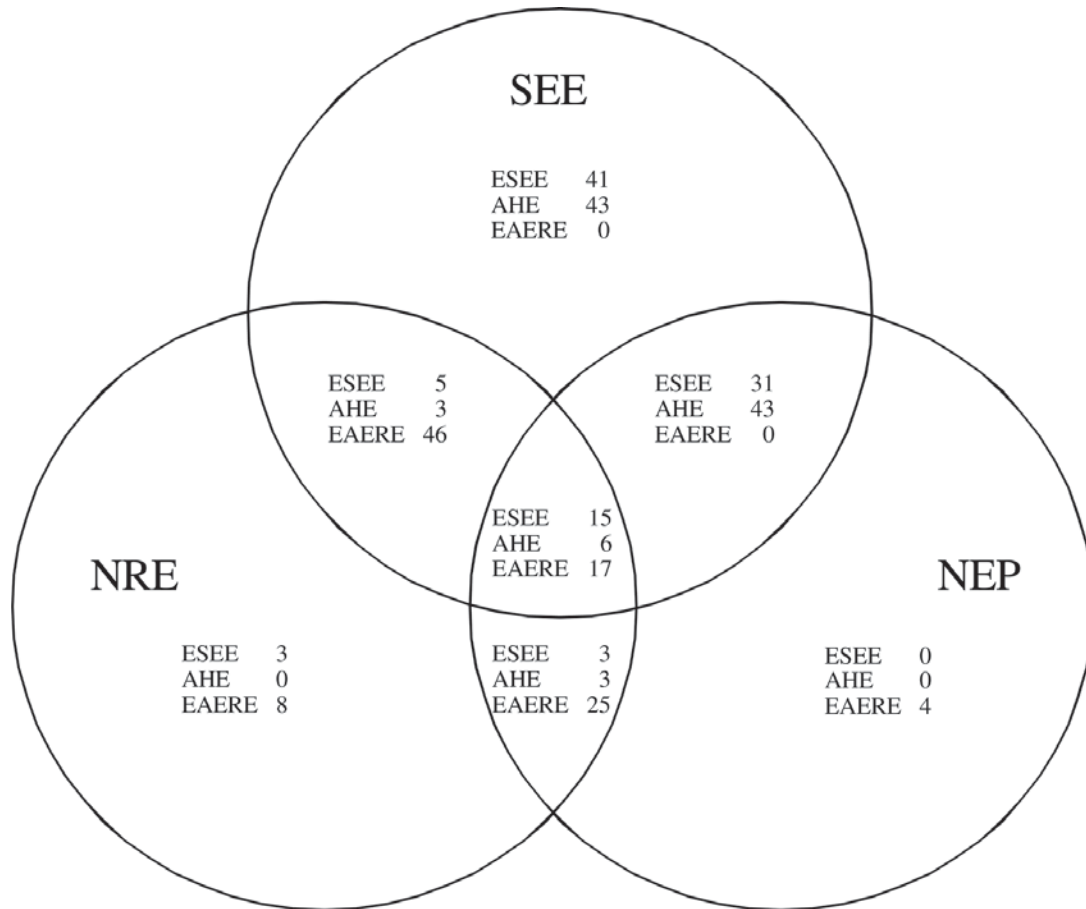 SEE
ESEE 41
AHE 43
EAERE 0
ESEE 5
AHE 3
EAERE 46
ESEE 31
AHE 43
EAERE 0
ESEE 15
AHE 6
EAERE 17
NRE
NEP
ESEE 3
AHE 0
EAERE 8
ESEE 3
AHE 3
EAERE 25
ESEE 0
AHE 0
EAERE 4